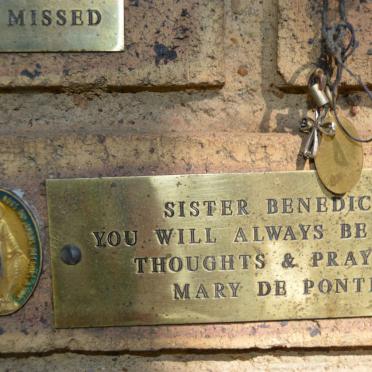 MISSED
SISTER BENEDIC
YOU WILL ALWAYS BE
THOUGHTS & PRAY
MARY DE PONT